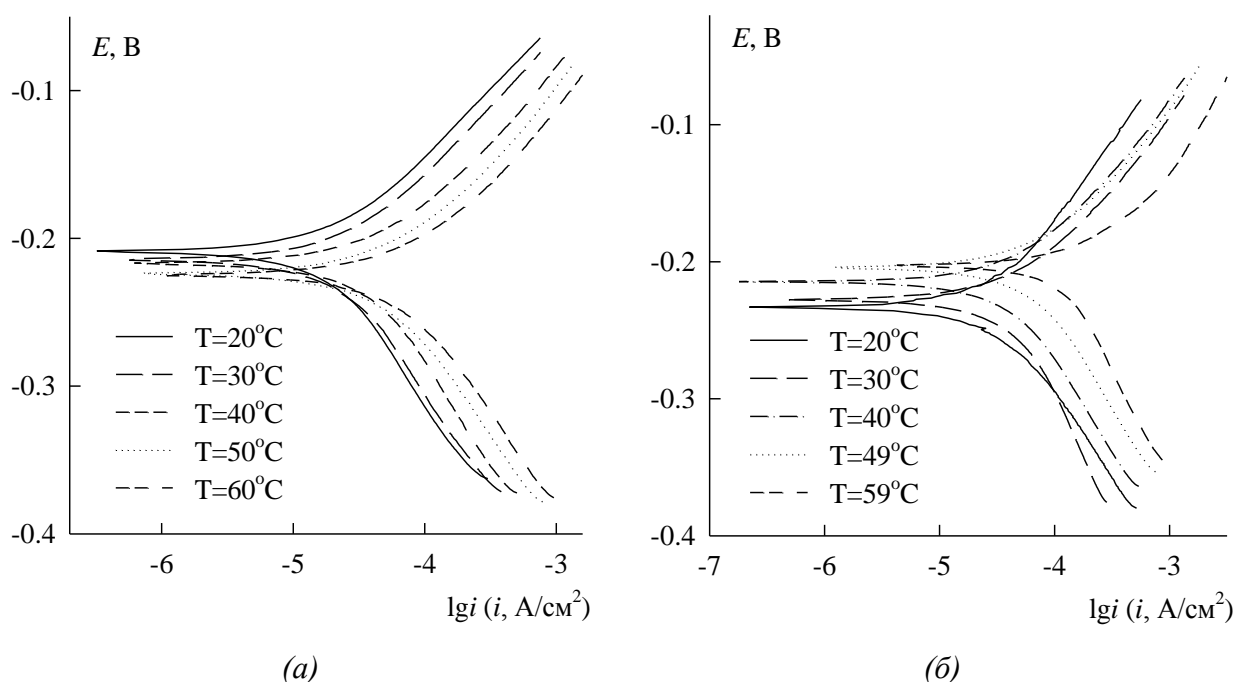 E, В
-0.1
-0.2
-0.3
-0.4
T=20°C
T=30°C
T=40°C
T=50°C
T=60°C
-6
-5
-4
-3
lgi (i, А/см²)
(а)
E, В
-0.1
-0.2
-0.3
-0.4
T=20°C
T=30°C
T=40°C
T=49°C
T=59°C
-7
-6
-5
-4
-3
lgi (i, А/см²)
(б)